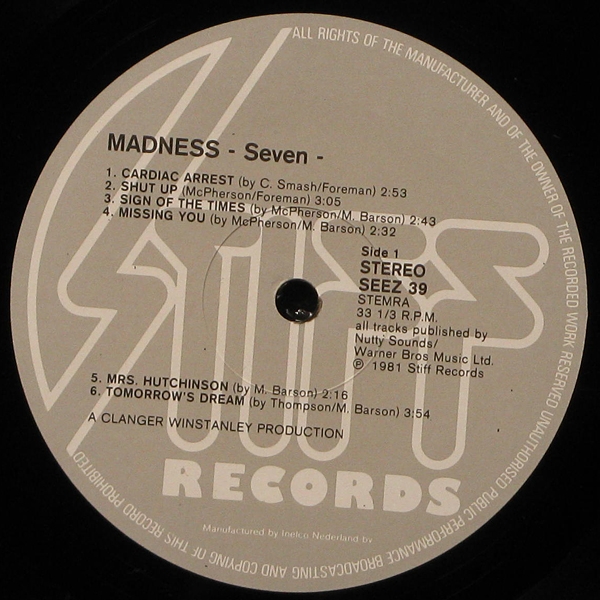 ALL RIGHTS OF THE MANUFACTURER AND OF THE OWNER OF THE RECORDED WORK RESERVED UNAUTHORISED PUBLIC PERFORMANCE BROADCASTING AND COPYING OF THIS RECORD PROHIBITED
MADNESS - Seven -
1. CARDIAC ARREST (by C. Smash/Foreman) 2:53
2. SHUT UP (McPherson/Foreman) 3:05
3. SIGN OF THE TIMES (by McPherson/M. Barson) 2:43
4. MISSING YOU (by McPherson/M. Barson) 2:32
Side 1
STEREO
SEEZ 39
STEMRA
33 1/3 R.P.M.
all tracks published by
Nutty Sounds/
Warner Bros Music Ltd.
℗ 1981 Stiff Records
5. MRS. HUTCHINSON (by M. Barson) 2:16
6. TOMORROW'S DREAM (by Thompson/M. Barson) 3:54
A CLANGER WINSTANLEY PRODUCTION
Stiff
RECORDS
Manufactured by Inelco Nederland bv